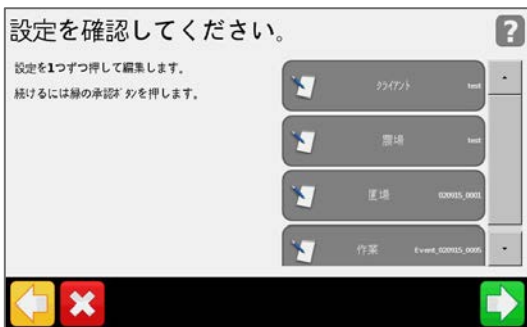 設定を確認してください。
?
設定を1つずつ押して編集します。
続けるには緑の承認ボタンを押します。
クライアント test
農場 test
圃場 020915_0001
作業 Event_020915_0005